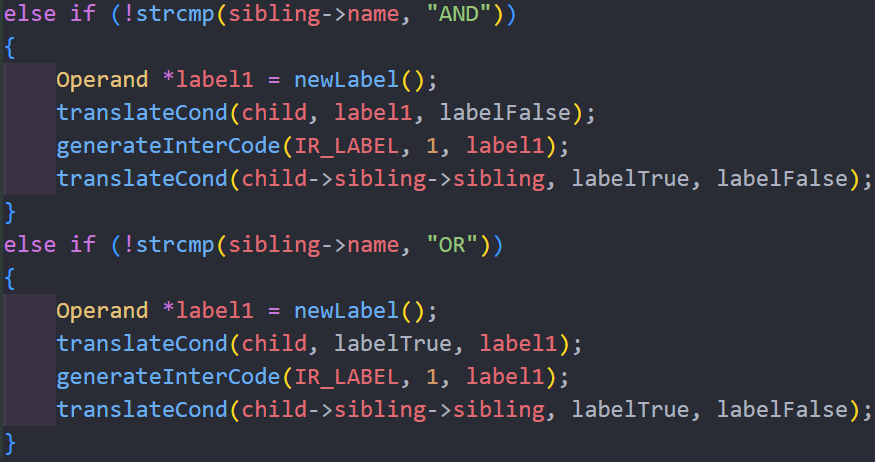 else if (!strcmp(sibling->name, "AND"))
{
    Operand *label1 = newLabel();
    translateCond(child, label1, labelFalse);
    generateInterCode(IR_LABEL, 1, label1);
    translateCond(child->sibling->sibling, labelTrue, labelFalse);
}
else if (!strcmp(sibling->name, "OR"))
{
    Operand *label1 = newLabel();
    translateCond(child, labelTrue, label1);
    generateInterCode(IR_LABEL, 1, label1);
    translateCond(child->sibling->sibling, labelTrue, labelFalse);
}